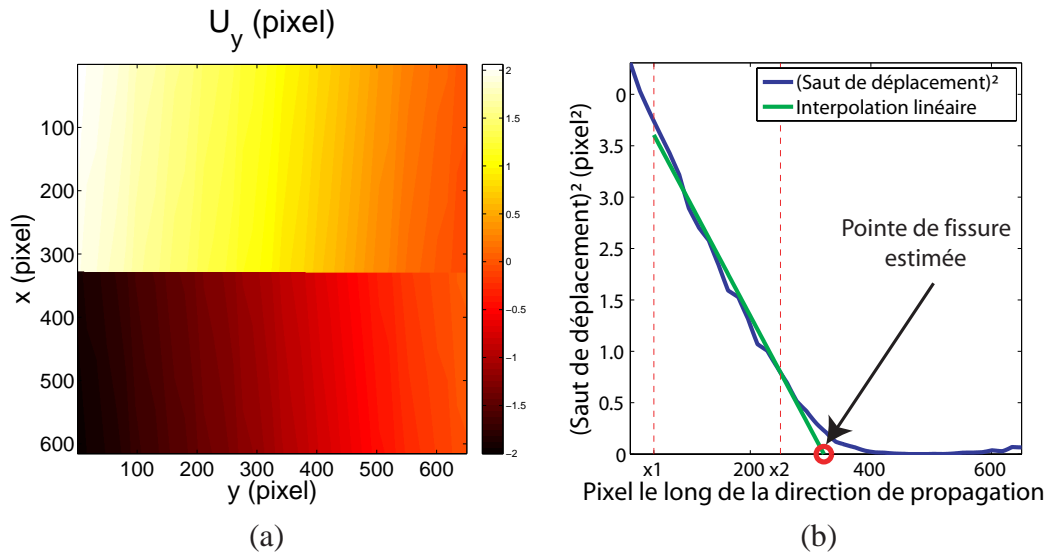 U_y (pixel)
x (pixel)
100
200
300
400
500
600
100 200 300 400 500 600
y (pixel)
2
1.5
1
0.5
0
−0.5
−1
−1.5
−2
(a)
(Saut de déplacement)² (pixel²)
0
3.5
3.0
2.5
1.5
1.0
0.5
0
(Saut de déplacement)²
Interpolation linéaire
Pointe de fissure
estimée
x1 200 x2 400 600
Pixel le long de la direction de propagation
(b)